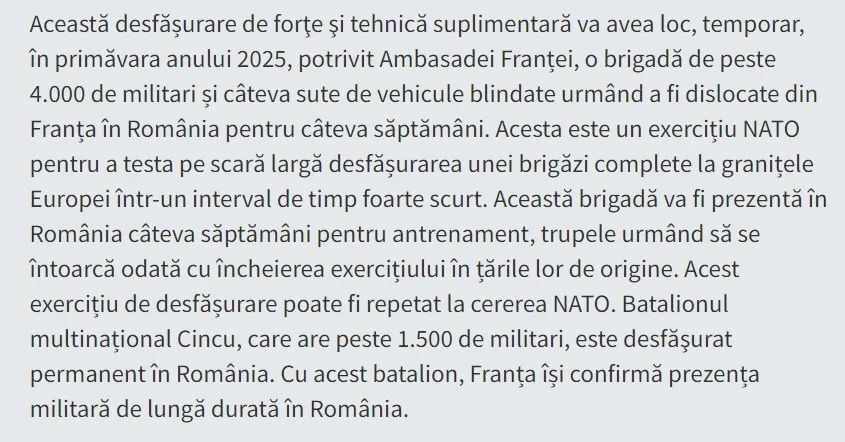 Această desfășurare de forţe şi tehnică suplimentară va avea loc, temporar,
în primăvara anului 2025, potrivit Ambasadei Franței, o brigadă de peste
4.000 de militari și câteva sute de vehicule blindate urmând a fi dislocate din
Franța în România pentru câteva săptămâni. Acesta este un exercițiu NATO
pentru a testa pe scară largă desfășurarea unei brigăzi complete la granițele
Europei într-un interval de timp foarte scurt. Această brigadă va fi prezentă în
România câteva săptămâni pentru antrenament, trupele urmând să se
întoarcă odată cu încheierea exercițiului în țările lor de origine. Acest
exercițiu de desfășurare poate fi repetat la cererea NATO. Batalionul
multinațional Cincu, care are peste 1.500 de militari, este desfăşurat
permanent în România. Cu acest batalion, Franța își confirmă prezența
militară de lungă durată în România.